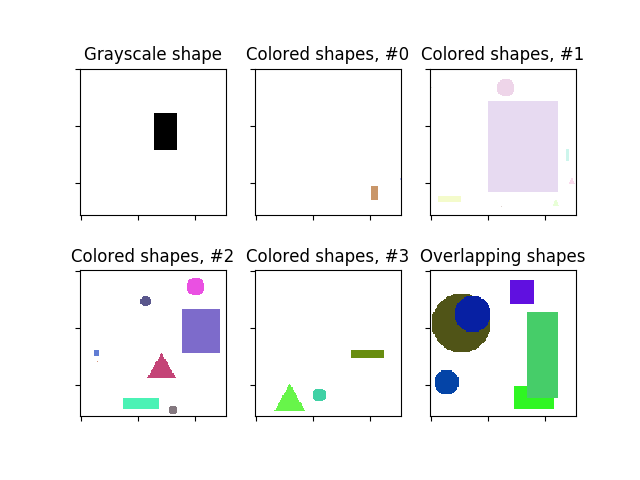 Grayscale shape
Colored shapes, #0
Colored shapes, #1
Colored shapes, #2
Colored shapes, #3
Overlapping shapes